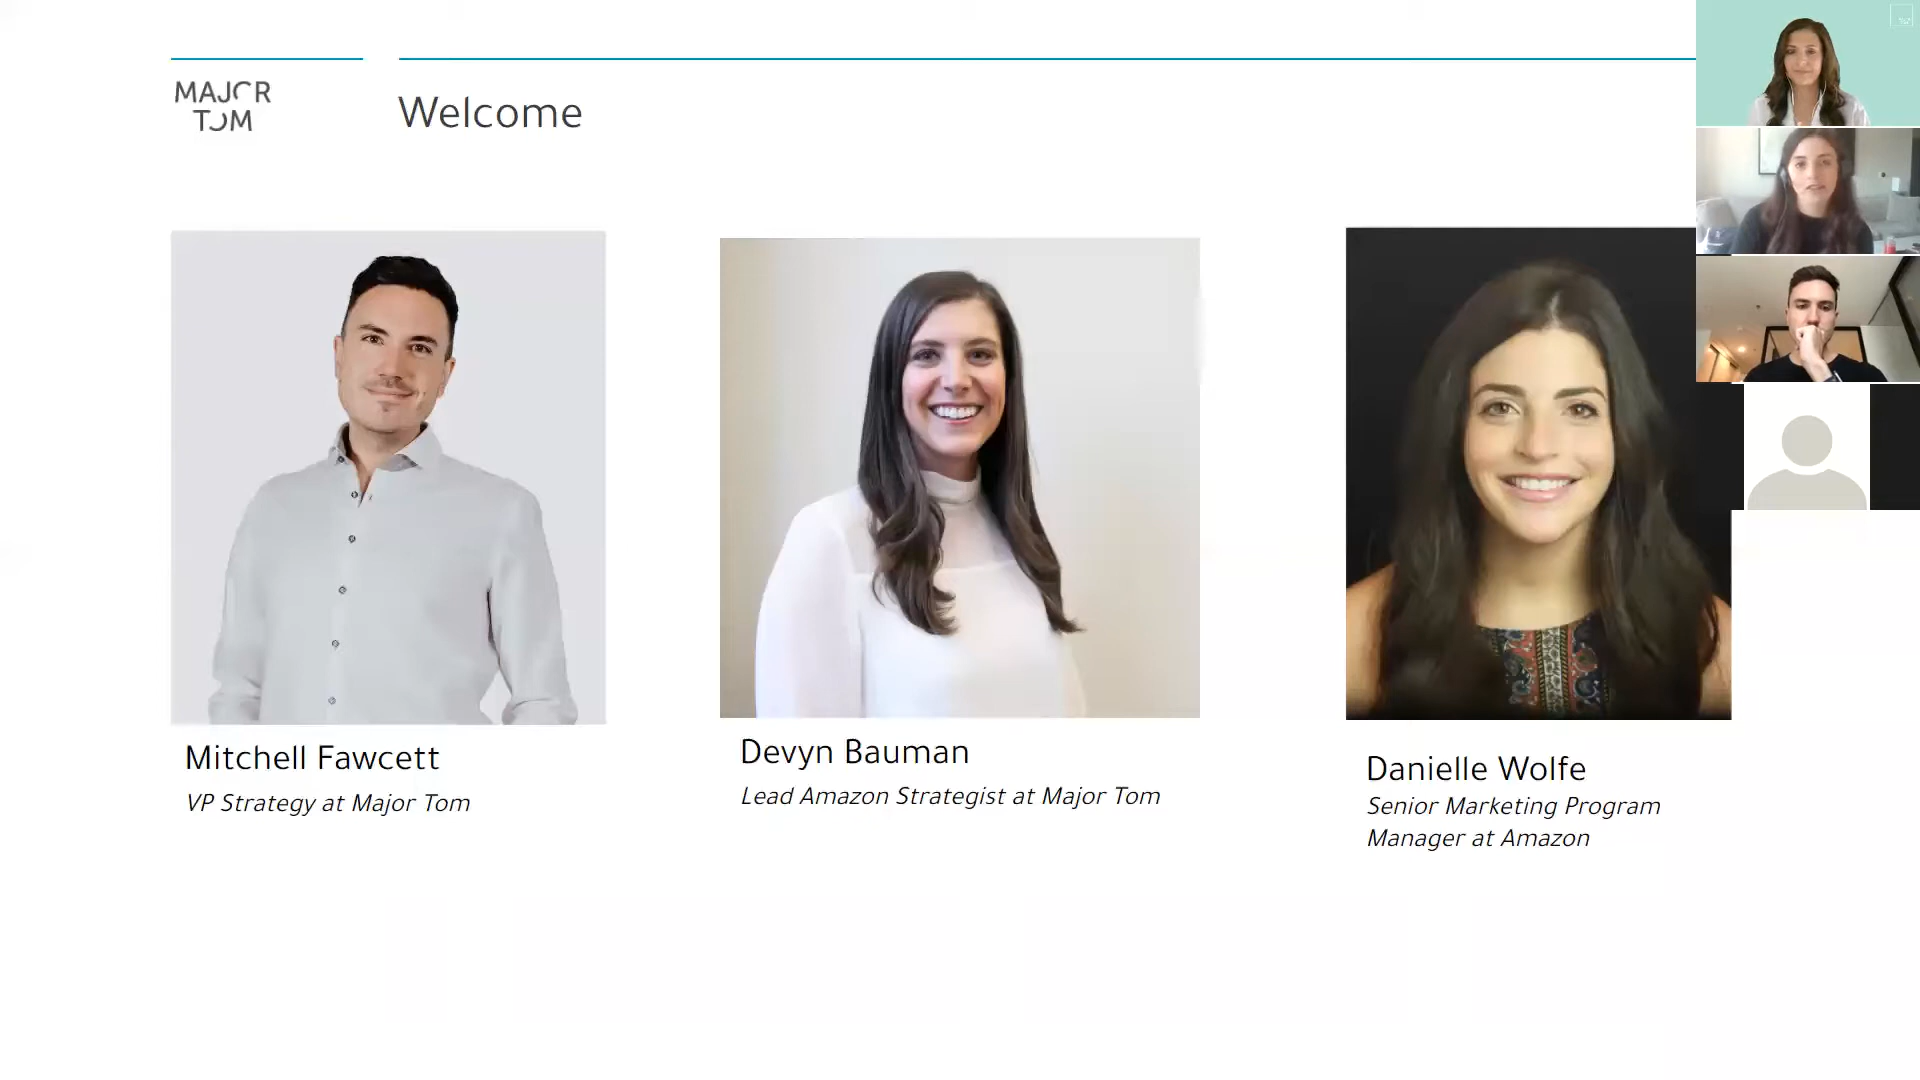 MAJOR
TOM
Welcome
Mitchell Fawcett
VP Strategy at Major Tom
Devyn Bauman
Lead Amazon Strategist at Major Tom
Danielle Wolfe
Senior Marketing Program
Manager at Amazon